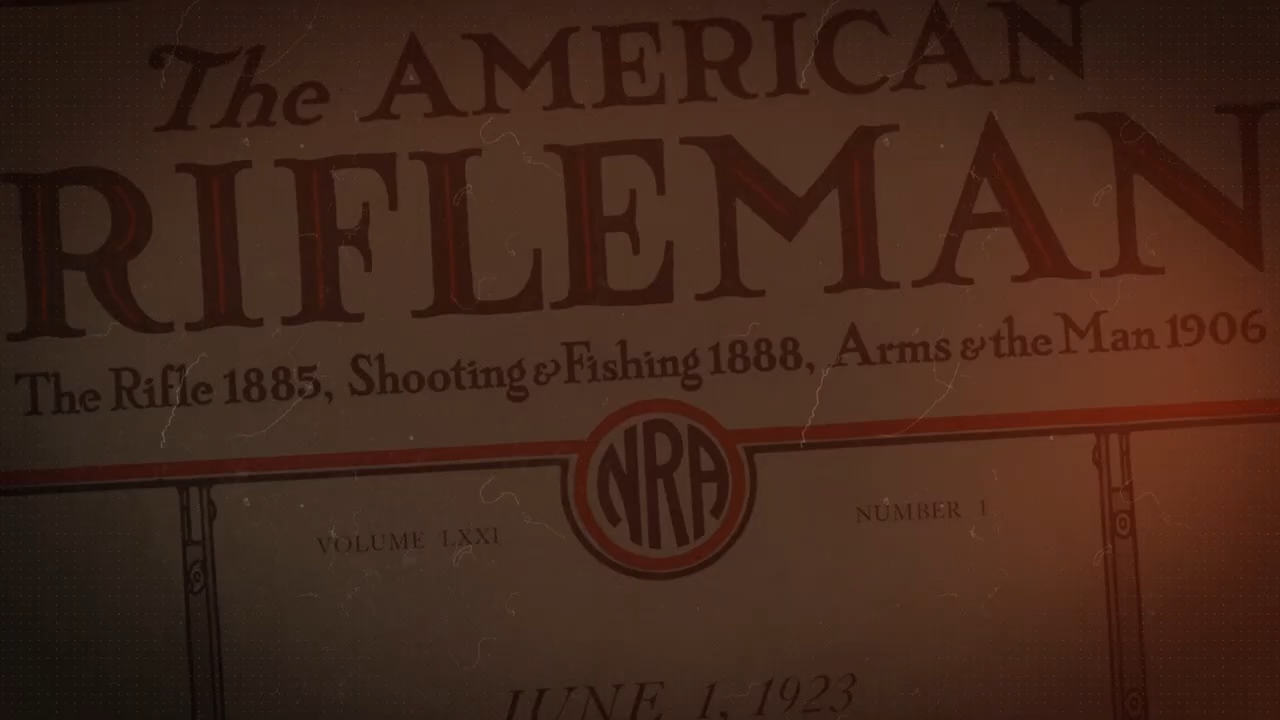 The AMERICAN
RIFLEMAN
The Rifle 1885, Shooting & Fishing 1888, Arms & the Man 1906
NRA
VOLUME LXXI
NUMBER 1
JUNE 1, 1923